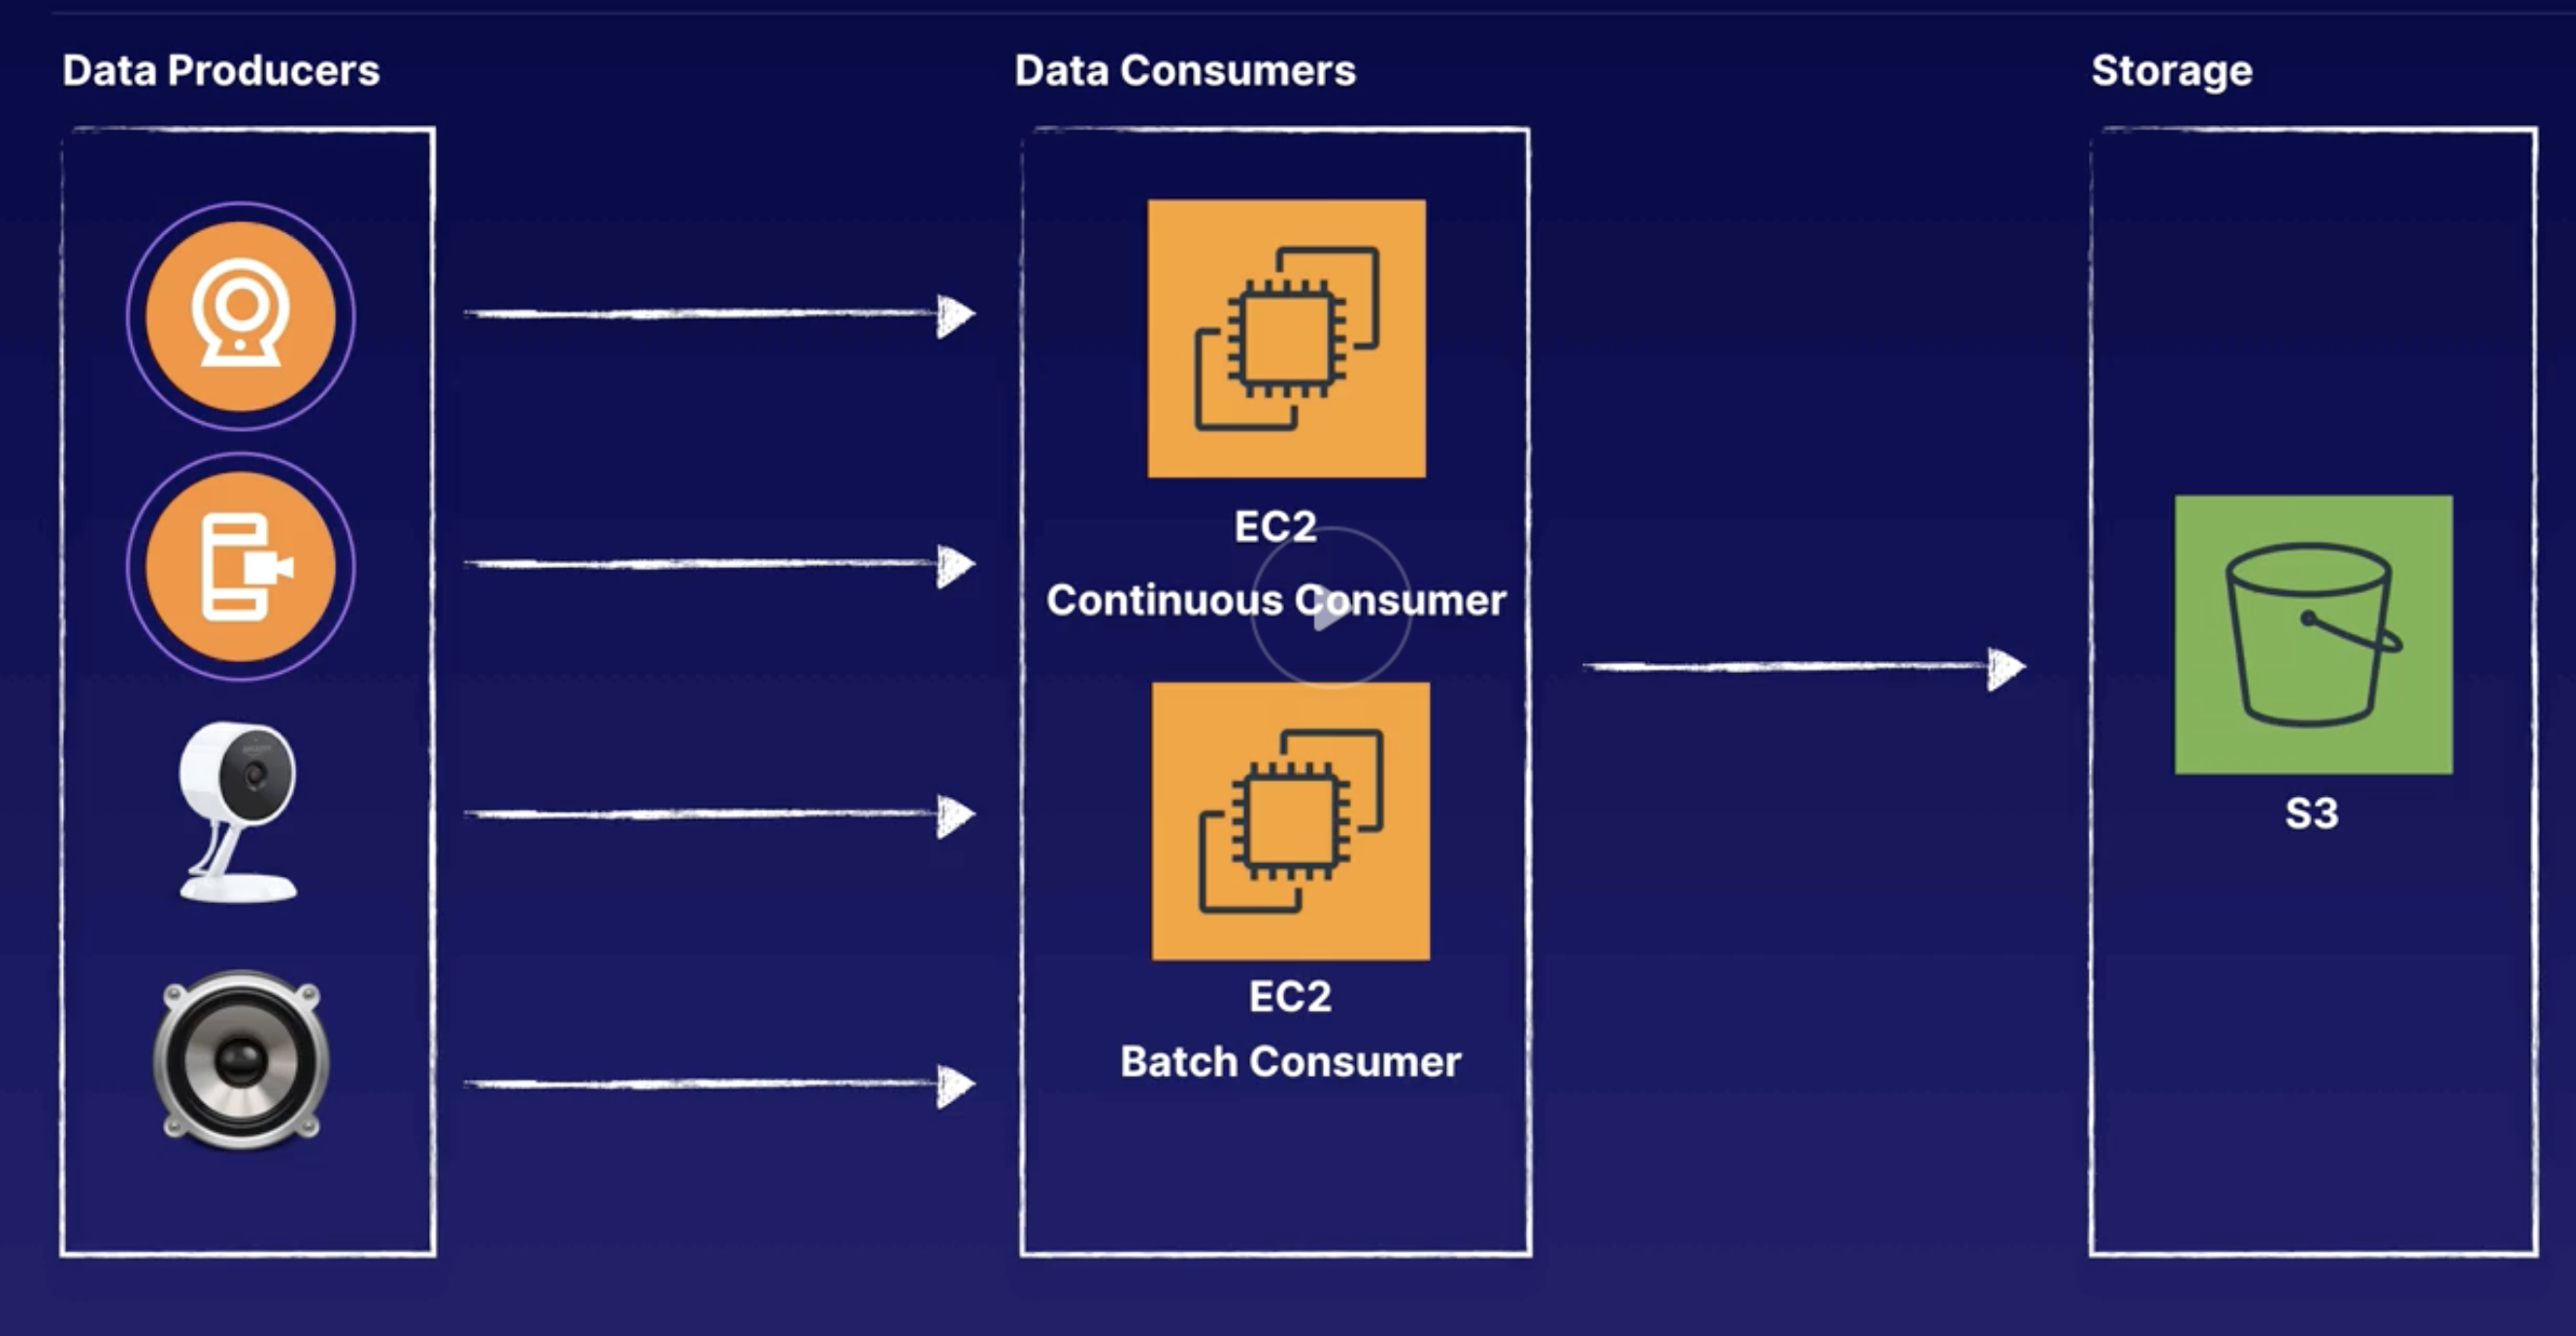 Data Producers
Data Consumers
Storage
EC2
Continuous Consumer
EC2
Batch Consumer
S3